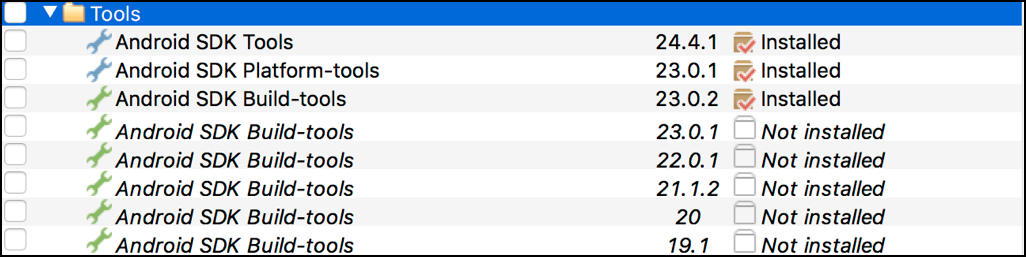 Tools
Android SDK Tools 24.4.1 Installed
Android SDK Platform-tools 23.0.1 Installed
Android SDK Build-tools 23.0.2 Installed
Android SDK Build-tools 23.0.1 Not installed
Android SDK Build-tools 22.0.1 Not installed
Android SDK Build-tools 21.1.2 Not installed
Android SDK Build-tools 20 Not installed
Android SDK Build-tools 19.1 Not installed